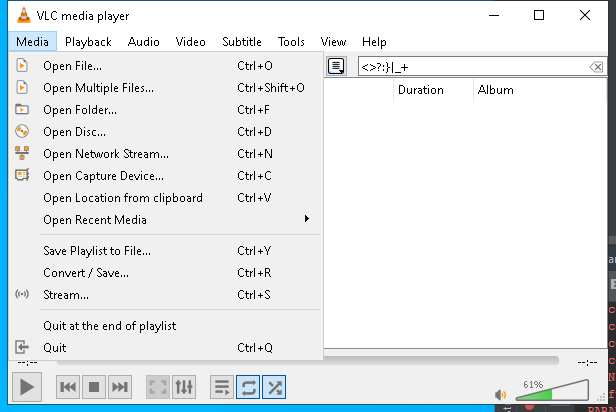 VLC media player
Media Playback Audio Video Subtitle Tools View Help
<>?:}|_+
Duration Album
Open File... Ctrl+O
Open Multiple Files... Ctrl+Shift+O
Open Folder... Ctrl+F
Open Disc... Ctrl+D
Open Network Stream... Ctrl+N
Open Capture Device... Ctrl+C
Open Location from clipboard Ctrl+V
Open Recent Media
Save Playlist to File... Ctrl+Y
Convert / Save... Ctrl+R
Stream... Ctrl+S
Quit at the end of playlist
Quit Ctrl+Q
--:-- --:--
61%